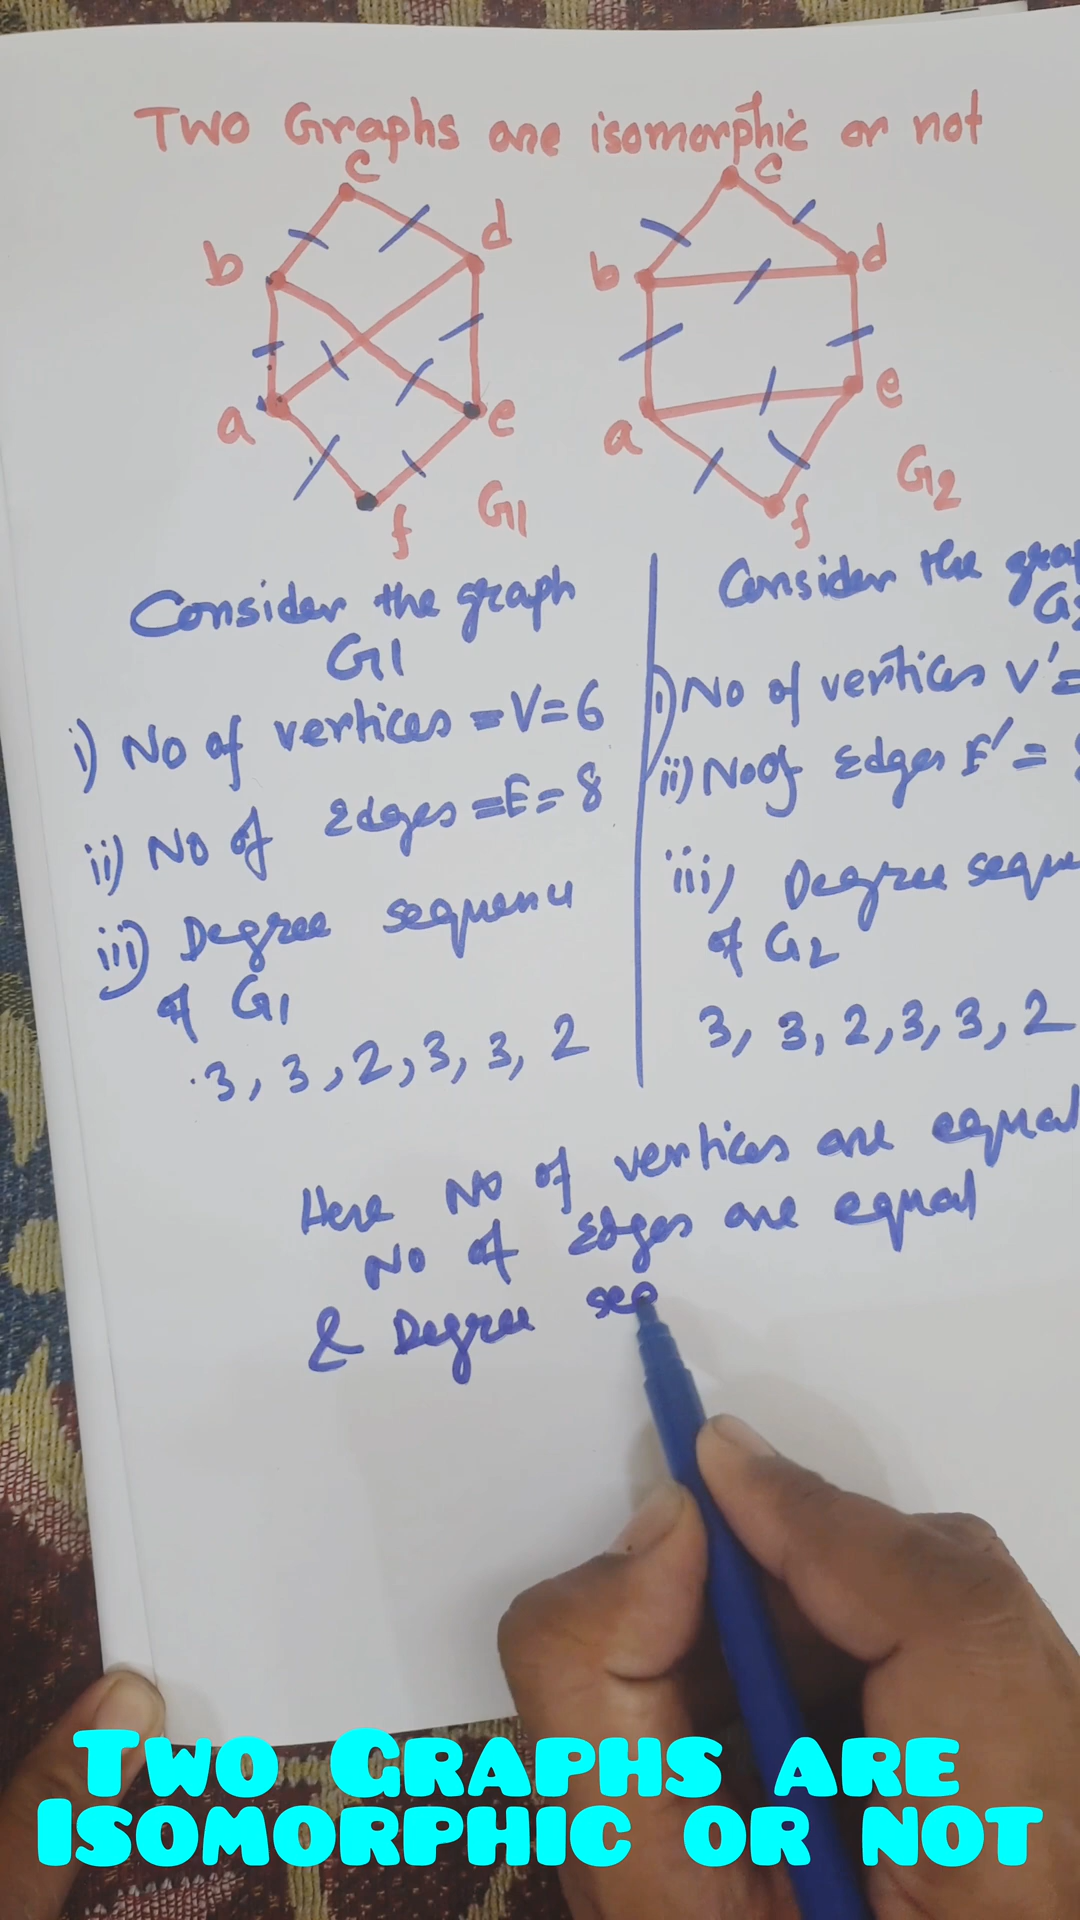 Two Graphs are isomorphic or not
c
b
d
a
e
f
G1
c
b
d
a
e
f
G2
Consider the graph
G1
i) No of vertices = V = 6
ii) No of Edges = E = 8
iii) Degree sequence
of G1
3, 3, 2, 3, 3, 2
Consider the grap
G2
i) No of vertices V' =
ii) No of Edges E' =
iii) Degree seque
of G2
3, 3, 2, 3, 3, 2
Here No of vertices are equal
No of Edges are equal
& Degree seq
Two Graphs are
Isomorphic or not